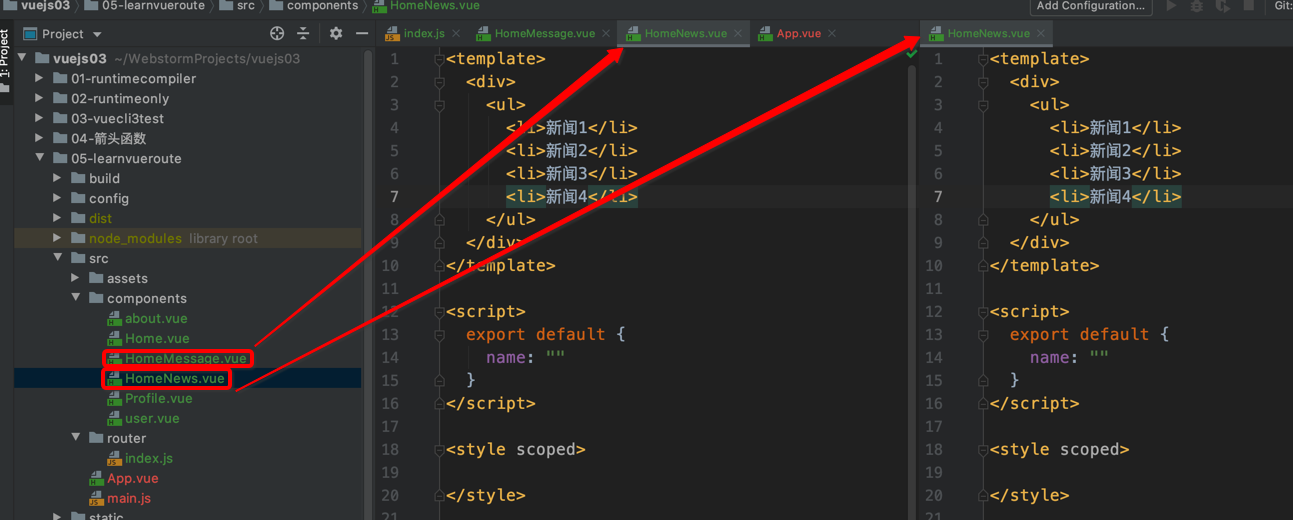 vuejs03 05-learnvueroute src components HomeNews.vue
Add Configuration...
Git:
1: Project
Project
vuejs03 ~/WebstormProjects/vuejs03
01-runtimecompiler
02-runtimeonly
03-vuecli3test
04-箭头函数
05-learnvueroute
build
config
dist
node_modules library root
src
assets
components
about.vue
Home.vue
HomeMessage.vue
HomeNews.vue
Profile.vue
user.vue
router
index.js
App.vue
main.js
static
index.js HomeMessage.vue HomeNews.vue App.vue
1 <template>
2 <div>
3 <ul>
4 <li>新闻1</li>
5 <li>新闻2</li>
6 <li>新闻3</li>
7 <li>新闻4</li>
8 </ul>
9 </div>
10 </template>
11
12 <script>
13 export default {
14 name: ""
15 }
16 </script>
17
18 <style scoped>
19
20 </style>
21
HomeNews.vue
1 <template>
2 <div>
3 <ul>
4 <li>新闻1</li>
5 <li>新闻2</li>
6 <li>新闻3</li>
7 <li>新闻4</li>
8 </ul>
9 </div>
10 </template>
11
12 <script>
13 export default {
14 name: ""
15 }
16 </script>
17
18 <style scoped>
19
20 </style>
21